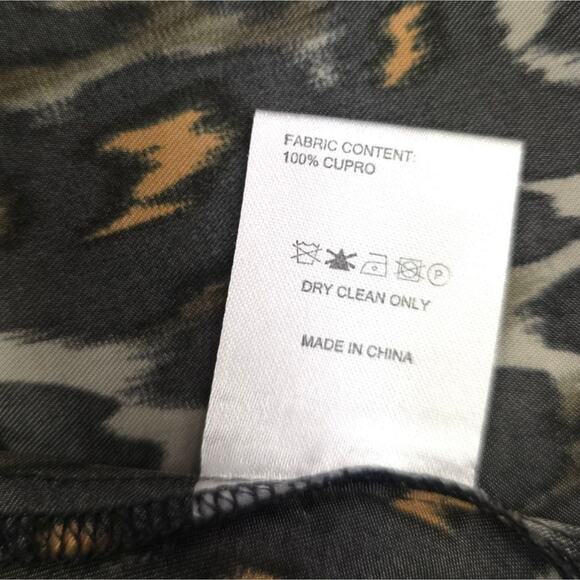 FABRIC CONTENT:
100% CUPRO
P
DRY CLEAN ONLY
MADE IN CHINA